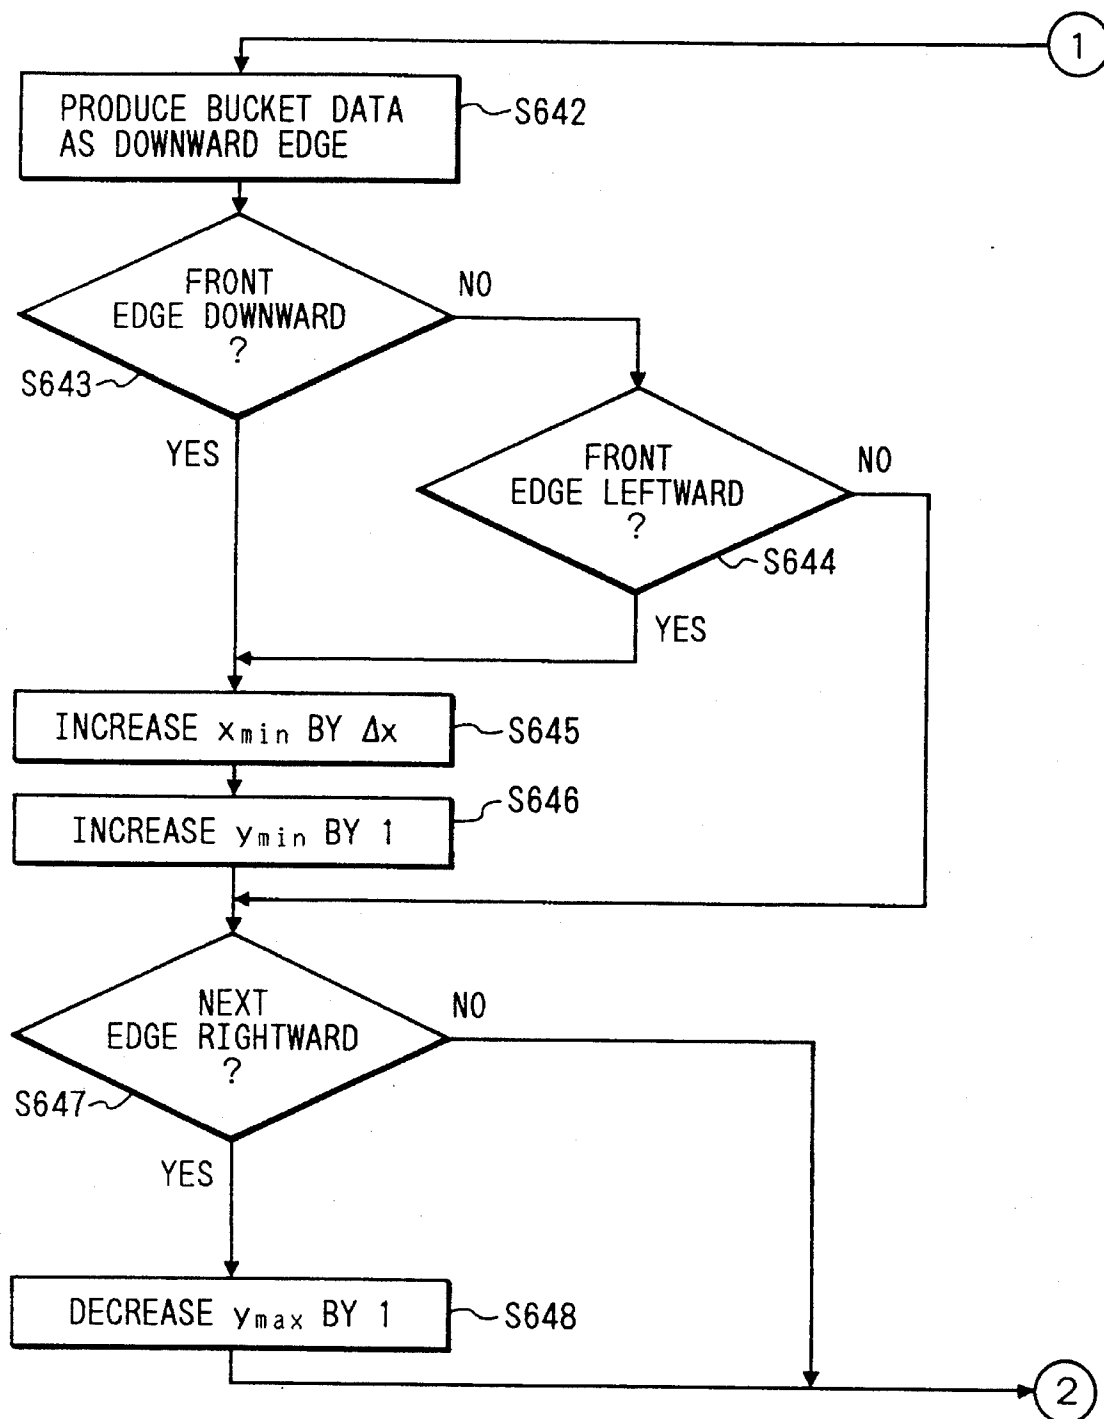 1
PRODUCE BUCKET DATA
AS DOWNWARD EDGE
S642
FRONT
EDGE DOWNWARD
?
NO
S643
YES
FRONT
EDGE LEFTWARD
?
NO
S644
YES
INCREASE xmin BY Δx
S645
INCREASE ymin BY 1
S646
NEXT
EDGE RIGHTWARD
?
NO
S647
YES
DECREASE ymax BY 1
S648
2